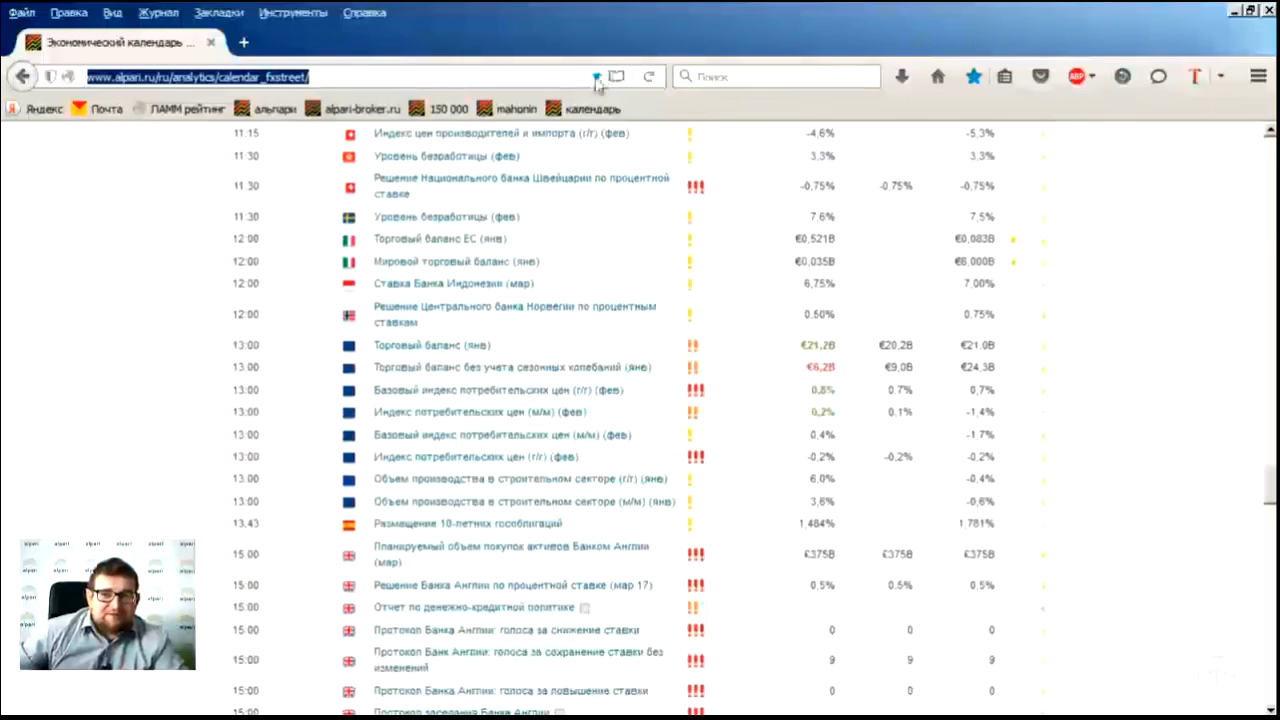 Файл Правка Вид Журнал Закладки Инструменты Справка
Экономический календарь ... × +
www.alpari.ru/ru/analytics/calendar_fxstreet/ Поиск ABP T
Яндекс Почта ПАММ рейтинг альпари alpari-broker.ru 150 000 mahonin календарь
11:15 Индекс цен производителей и импорта (г/г) (фев) ! -4,6% -5,3%
11:30 Уровень безработицы (фев) ! 3,3% 3,3%
11:30 Решение Национального банка Швейцарии по процентной
ставке !!! -0,75% -0,75% -0,75%
11:30 Уровень безработицы (фев) ! 7,6% 7,5%
12:00 Торговый баланс ЕС (янв) ! €0,521B €0,083B
12:00 Мировой торговый баланс (янв) ! €0,035B €6,000B
12:00 Ставка Банка Индонезии (мар) ! 6,75% 7,00%
Решение Центрального банка Норвегии по процентным
12:00 ставкам ! 0.50% 0.75%
13:00 Торговый баланс (янв) !! €21,2B €20,2B €21,0B
13:00 Торговый баланс без учета сезонных колебаний (янв) !! €6,2B €9,0B €24,3B
13:00 Базовый индекс потребительских цен (г/г) (фев) !!! 0,8% 0,7% 0,7%
13:00 Индекс потребительских цен (м/м) (фев) !! 0,2% 0,1% -1,4%
13:00 Базовый индекс потребительских цен (м/м) (фев) ! 0,4% -1,7%
13:00 Индекс потребительских цен (г/г) (фев) !!! -0,2% -0,2% -0,2%
13:00 Объем производства в строительном секторе (г/г) (янв) ! 6,0% -0,4%
13:00 Объем производства в строительном секторе (м/м) (янв) ! 3,6% -0,6%
13:43 Размещение 10-летних гособлигаций ! 1,484% 1,781%
15:00 Планируемый объем покупок активов Банком Англии
(мар) !!! £375B £375B £375B
15:00 Решение Банка Англии по процентной ставке (мар 17) !!! 0,5% 0,5% 0,5%
15:00 Отчет по денежно-кредитной политике !!
15:00 Протокол Банка Англии: голоса за снижение ставки !!! 0 0 0
15:00 Протокол Банк Англии: голоса за сохранение ставки без
изменений !!! 9 9 9
15:00 Протокол Банка Англии: голоса за повышение ставки !!! 0 0 0
15:00 Протокол заседания Банка Англии !!!
alpari alpari alpari alpari
alpari